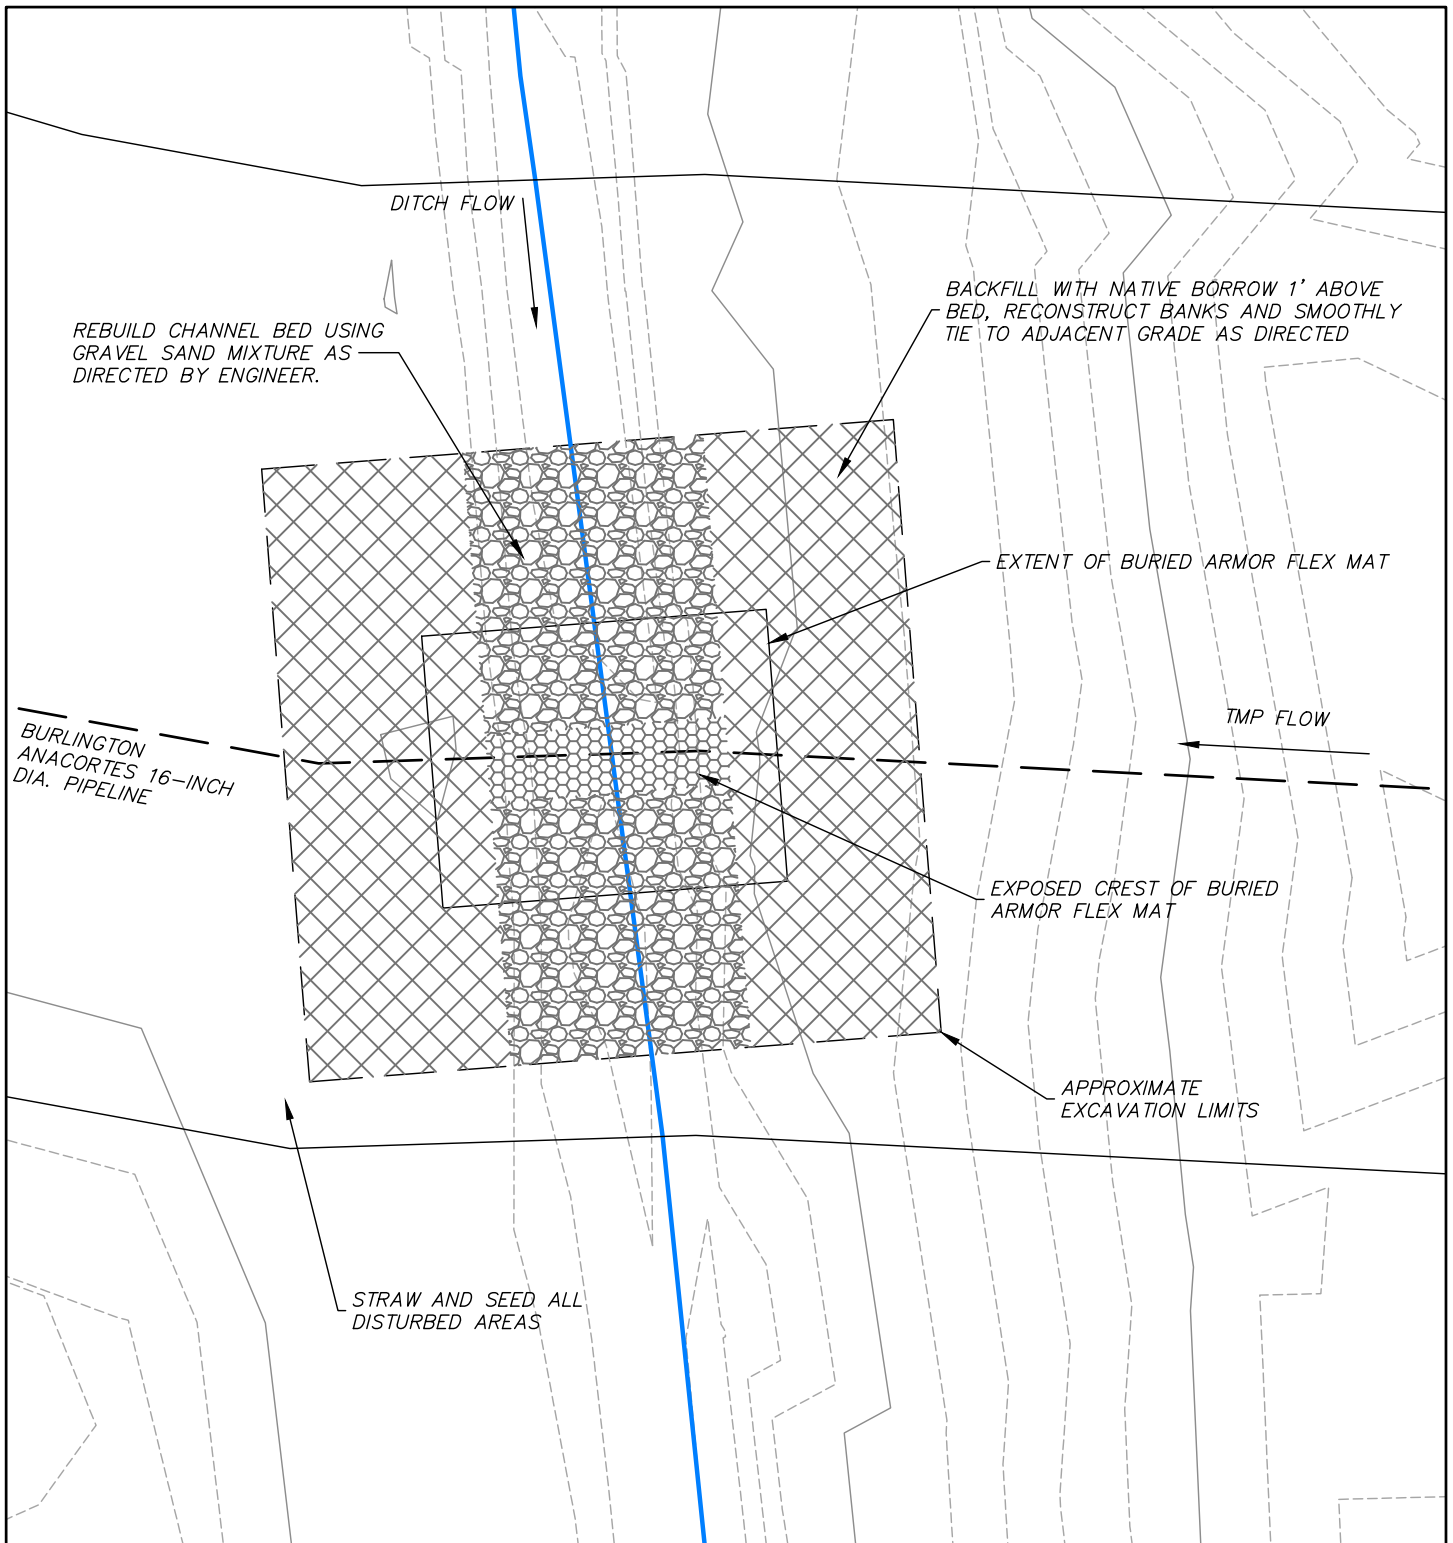 DITCH FLOW
BACKFILL WITH NATIVE BORROW 1' ABOVE
BED, RECONSTRUCT BANKS AND SMOOTHLY
TIE TO ADJACENT GRADE AS DIRECTED
REBUILD CHANNEL BED USING
GRAVEL SAND MIXTURE AS
DIRECTED BY ENGINEER.
EXTENT OF BURIED ARMOR FLEX MAT
TMP FLOW
BURLINGTON
ANACORTES 16-INCH
DIA. PIPELINE
EXPOSED CREST OF BURIED
ARMOR FLEX MAT
APPROXIMATE
EXCAVATION LIMITS
STRAW AND SEED ALL
DISTURBED AREAS